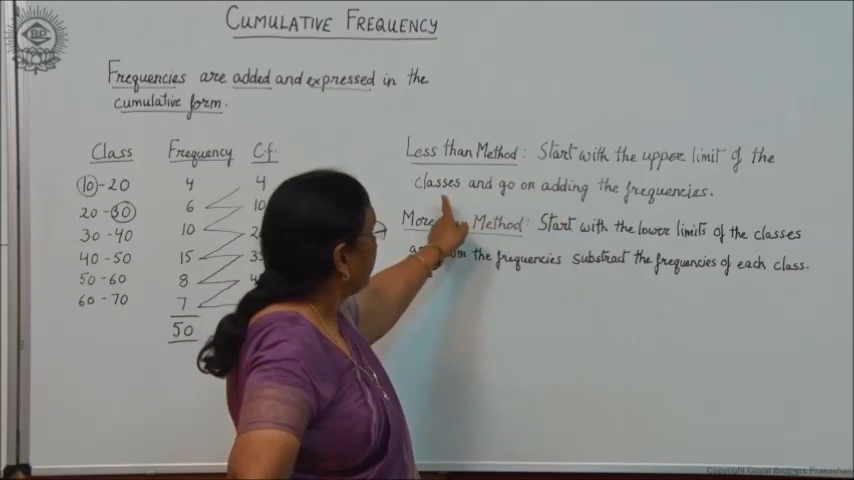 CUMULATIVE FREQUENCY
BP
Frequencies are added and expressed in the
cumulative form.
Class Frequency C.f
10-20 4 4
20-30 6 10
30-40 10
40-50 15
50-60 8
60-70 7
50
Less than Method: Start with the upper limit of the
classes and go on adding the frequencies.
More Method: Start with the lower limits of the classes
the frequencies substract the frequencies of each class.
Copyright Goyal Brothers Prakashan